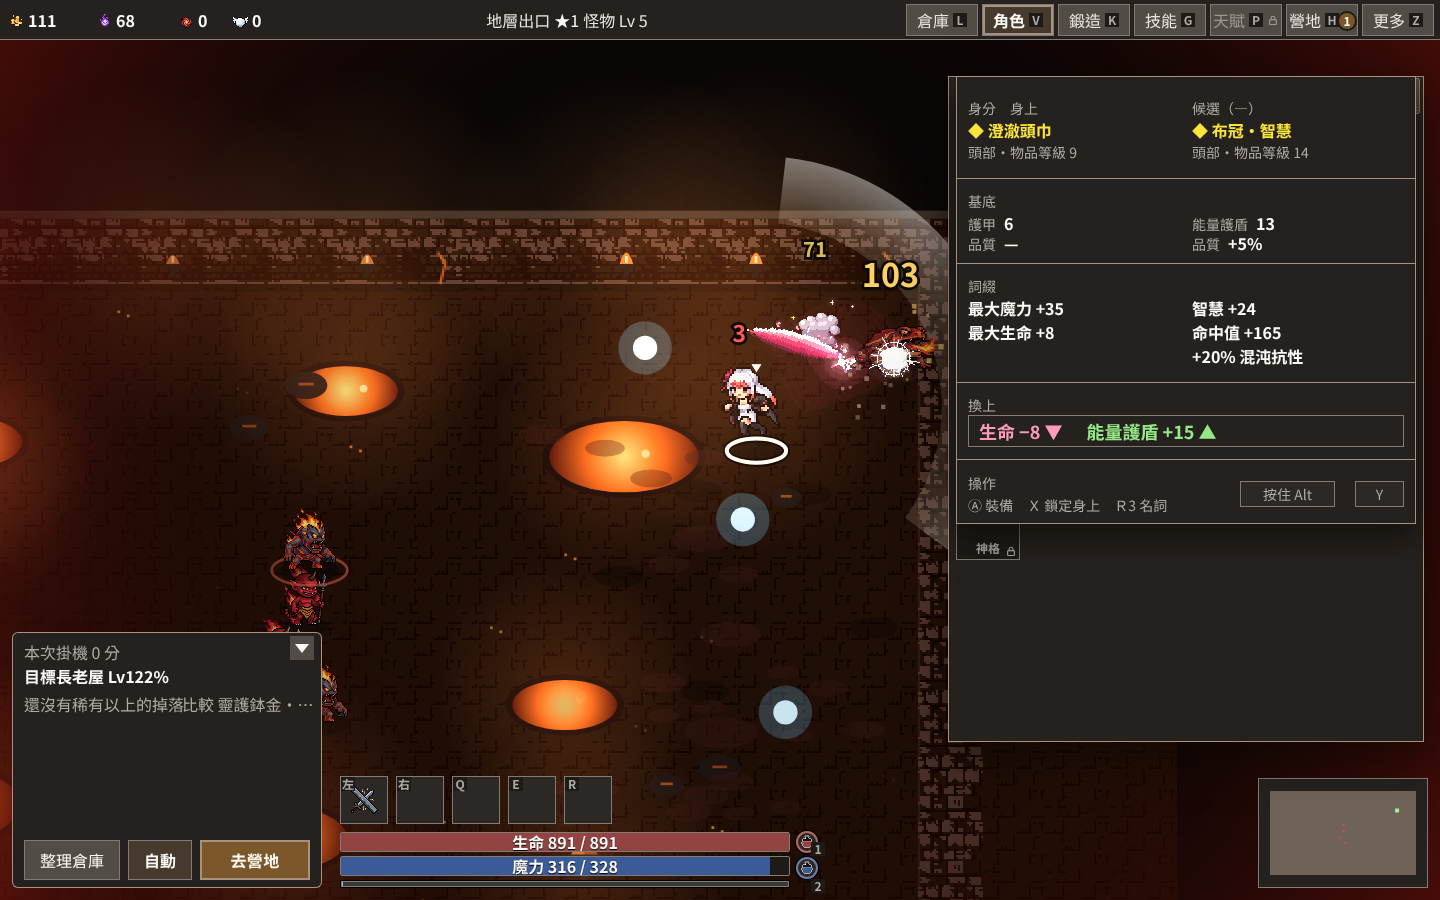 111
68
0
0
地層出口 ★1 怪物 Lv 5
倉庫 L
角色 V
鍛造 K
技能 G
天賦 P
營地 H 1
更多 Z
身分 身上
候選（—）
◆ 澄澈頭巾
◆ 布冠・智慧
頭部・物品等級 9
頭部・物品等級 14
基底
護甲 6
能量護盾 13
品質 —
品質 +5%
詞綴
最大魔力 +35
智慧 +24
最大生命 +8
命中值 +165
+20% 混沌抗性
換上
生命 −8 ▼ 能量護盾 +15 ▲
操作
Ⓐ 裝備 X 鎖定身上 R3 名詞
按住 Alt
Y
神格
71
103
3
本次掛機 0 分
目標長老屋 Lv122%
還沒有稀有以上的掉落比較 靈護鉢金・…
整理倉庫
自動
去營地
左
右
Q
E
R
生命 891 / 891
1
魔力 316 / 328
2